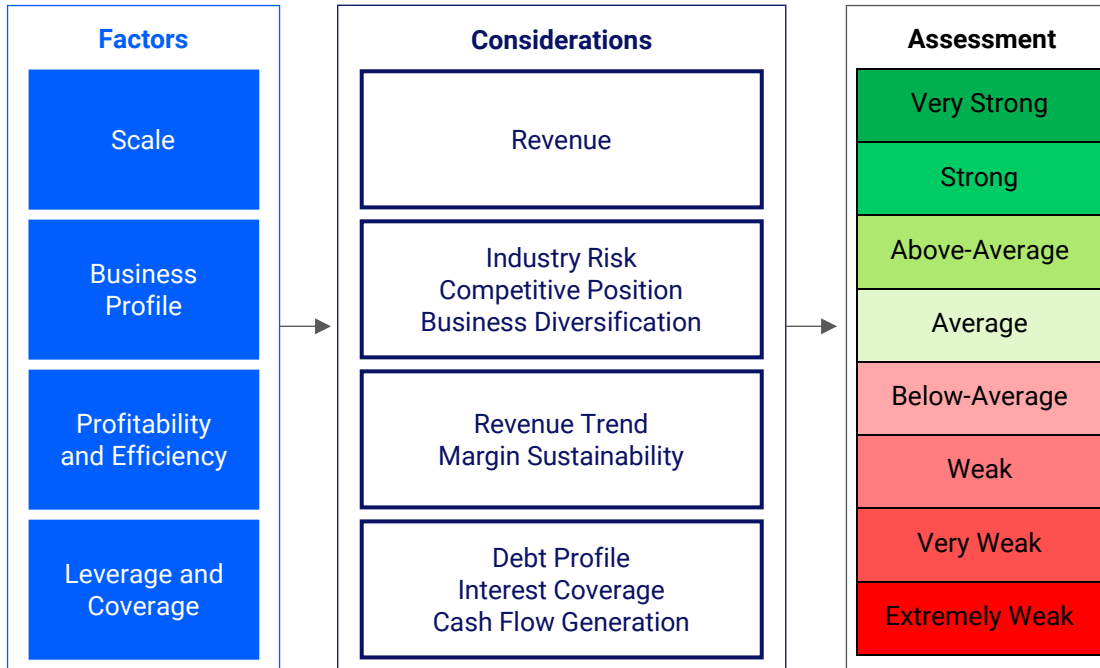 Factors
Scale
Business
Profile
Profitability
and Efficiency
Leverage and
Coverage
Considerations
Revenue
Industry Risk
Competitive Position
Business Diversification
Revenue Trend
Margin Sustainability
Debt Profile
Interest Coverage
Cash Flow Generation
Assessment
Very Strong
Strong
Above-Average
Average
Below-Average
Weak
Very Weak
Extremely Weak